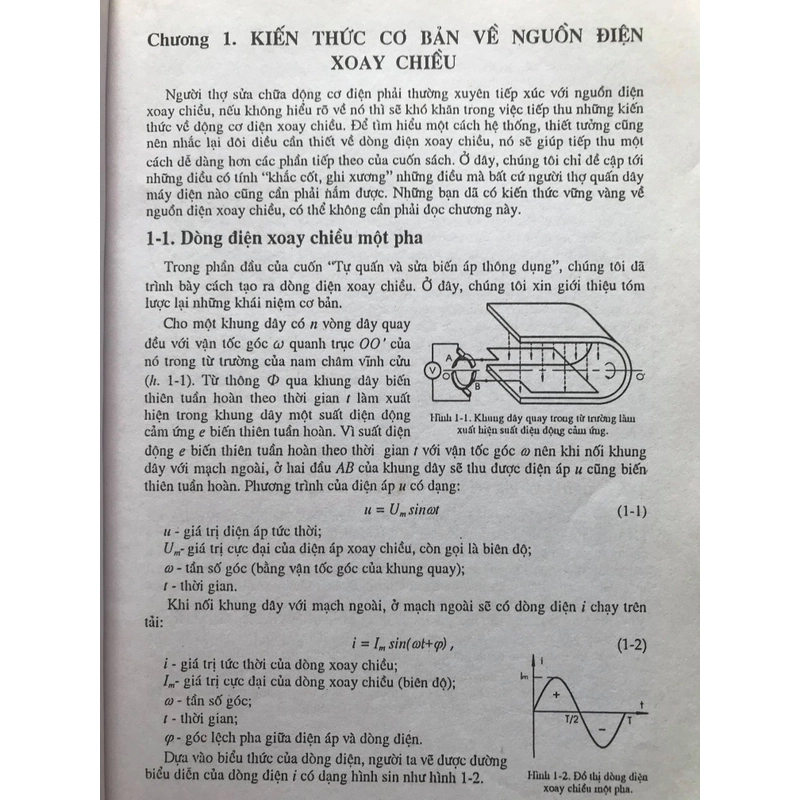 Chương 1. KIẾN THỨC CƠ BẢN VỀ NGUỒN ĐIỆN
XOAY CHIỀU
Người thợ sửa chữa động cơ điện phải thường xuyên tiếp xúc với nguồn điện
xoay chiều, nếu không hiểu rõ về nó thì sẽ khó khăn trong việc tiếp thu những kiến
thức về động cơ điện xoay chiều. Để tìm hiểu một cách hệ thống, thiết tưởng cũng
nên nhắc lại đôi điều cần thiết về dòng điện xoay chiều, nó sẽ giúp tiếp thu một
cách dễ dàng hơn các phần tiếp theo của cuốn sách. Ở đây, chúng tôi chỉ đề cập tới
những điều có tính “khắc cốt, ghi xương” những điều mà bất cứ người thợ quấn dây
máy điện nào cũng cần phải nắm được. Những bạn đã có kiến thức vững vàng về
nguồn điện xoay chiều, có thể không cần phải đọc chương này.
1-1. Dòng điện xoay chiều một pha
Trong phần đầu của cuốn “Tự quấn và sửa biến áp thông dụng”, chúng tôi đã
trình bày cách tạo ra dòng điện xoay chiều. Ở đây, chúng tôi xin giới thiệu tóm
lược lại những khái niệm cơ bản.
Cho một khung dây có n vòng dây quay
đều với vận tốc góc ω quanh trục OO' của
nó trong từ trường của nam châm vĩnh cửu
(h. 1-1). Từ thông Φ qua khung dây biến
thiên tuần hoàn theo thời gian t làm xuất
hiện trong khung dây một suất điện động
cảm ứng e biến thiên tuần hoàn. Vì suất điện
A
V
O
B
O'
Hình 1-1. Khung dây quay trong từ trường làm
xuất hiện suất điện động cảm ứng.
động e biến thiên tuần hoàn theo thời gian t với vận tốc góc ω nên khi nối khung
dây với mạch ngoài, ở hai đầu AB của khung dây sẽ thu được điện áp u cũng biến
thiên tuần hoàn. Phương trình của điện áp u có dạng:
u = Uₘ sinωt (1-1)
u - giá trị điện áp tức thời;
Uₘ- giá trị cực đại của điện áp xoay chiều, còn gọi là biên độ;
ω - tần số góc (bằng vận tốc góc của khung quay);
t - thời gian.
Khi nối khung dây với mạch ngoài, ở mạch ngoài sẽ có dòng điện i chạy trên
tải:
i = Iₘ sin(ωt+φ) , (1-2)
i - giá trị tức thời của dòng xoay chiều;
Iₘ- giá trị cực đại của dòng xoay chiều (biên độ);
ω - tần số góc;
t - thời gian;
φ - góc lệch pha giữa điện áp và dòng điện.
Dựa vào biểu thức của dòng điện, người ta vẽ được đường
biểu diễn của dòng điện i có dạng hình sin như hình 1-2.
i
Im
+
t
T/2
T
−
Hình 1-2. Đồ thị dòng điện
xoay chiều một pha.